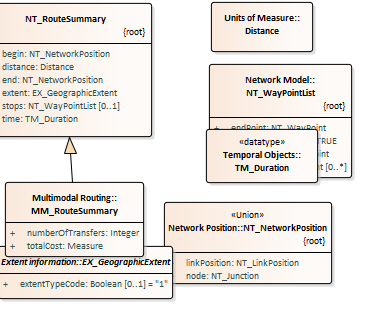 NT_RouteSummary
{root}
begin: NT_NetworkPosition
distance: Distance
end: NT_NetworkPosition
extent: EX_GeographicExtent
stops: NT_WayPointList [0..1]
time: TM_Duration
Units of Measure::
Distance
Network Model::
NT_WayPointList
{root}
+ endPoint: NT_WayPoint
TRUE
[0..*]
«datatype»
Temporal Objects::
TM_Duration
Multimodal Routing::
MM_RouteSummary
+ numberOfTransfers: Integer
+ totalCost: Measure
«Union»
Network Position::NT_NetworkPosition
{root}
linkPosition: NT_LinkPosition
node: NT_Junction
Extent information::EX_GeographicExtent
+ extentTypeCode: Boolean [0..1] = "1"